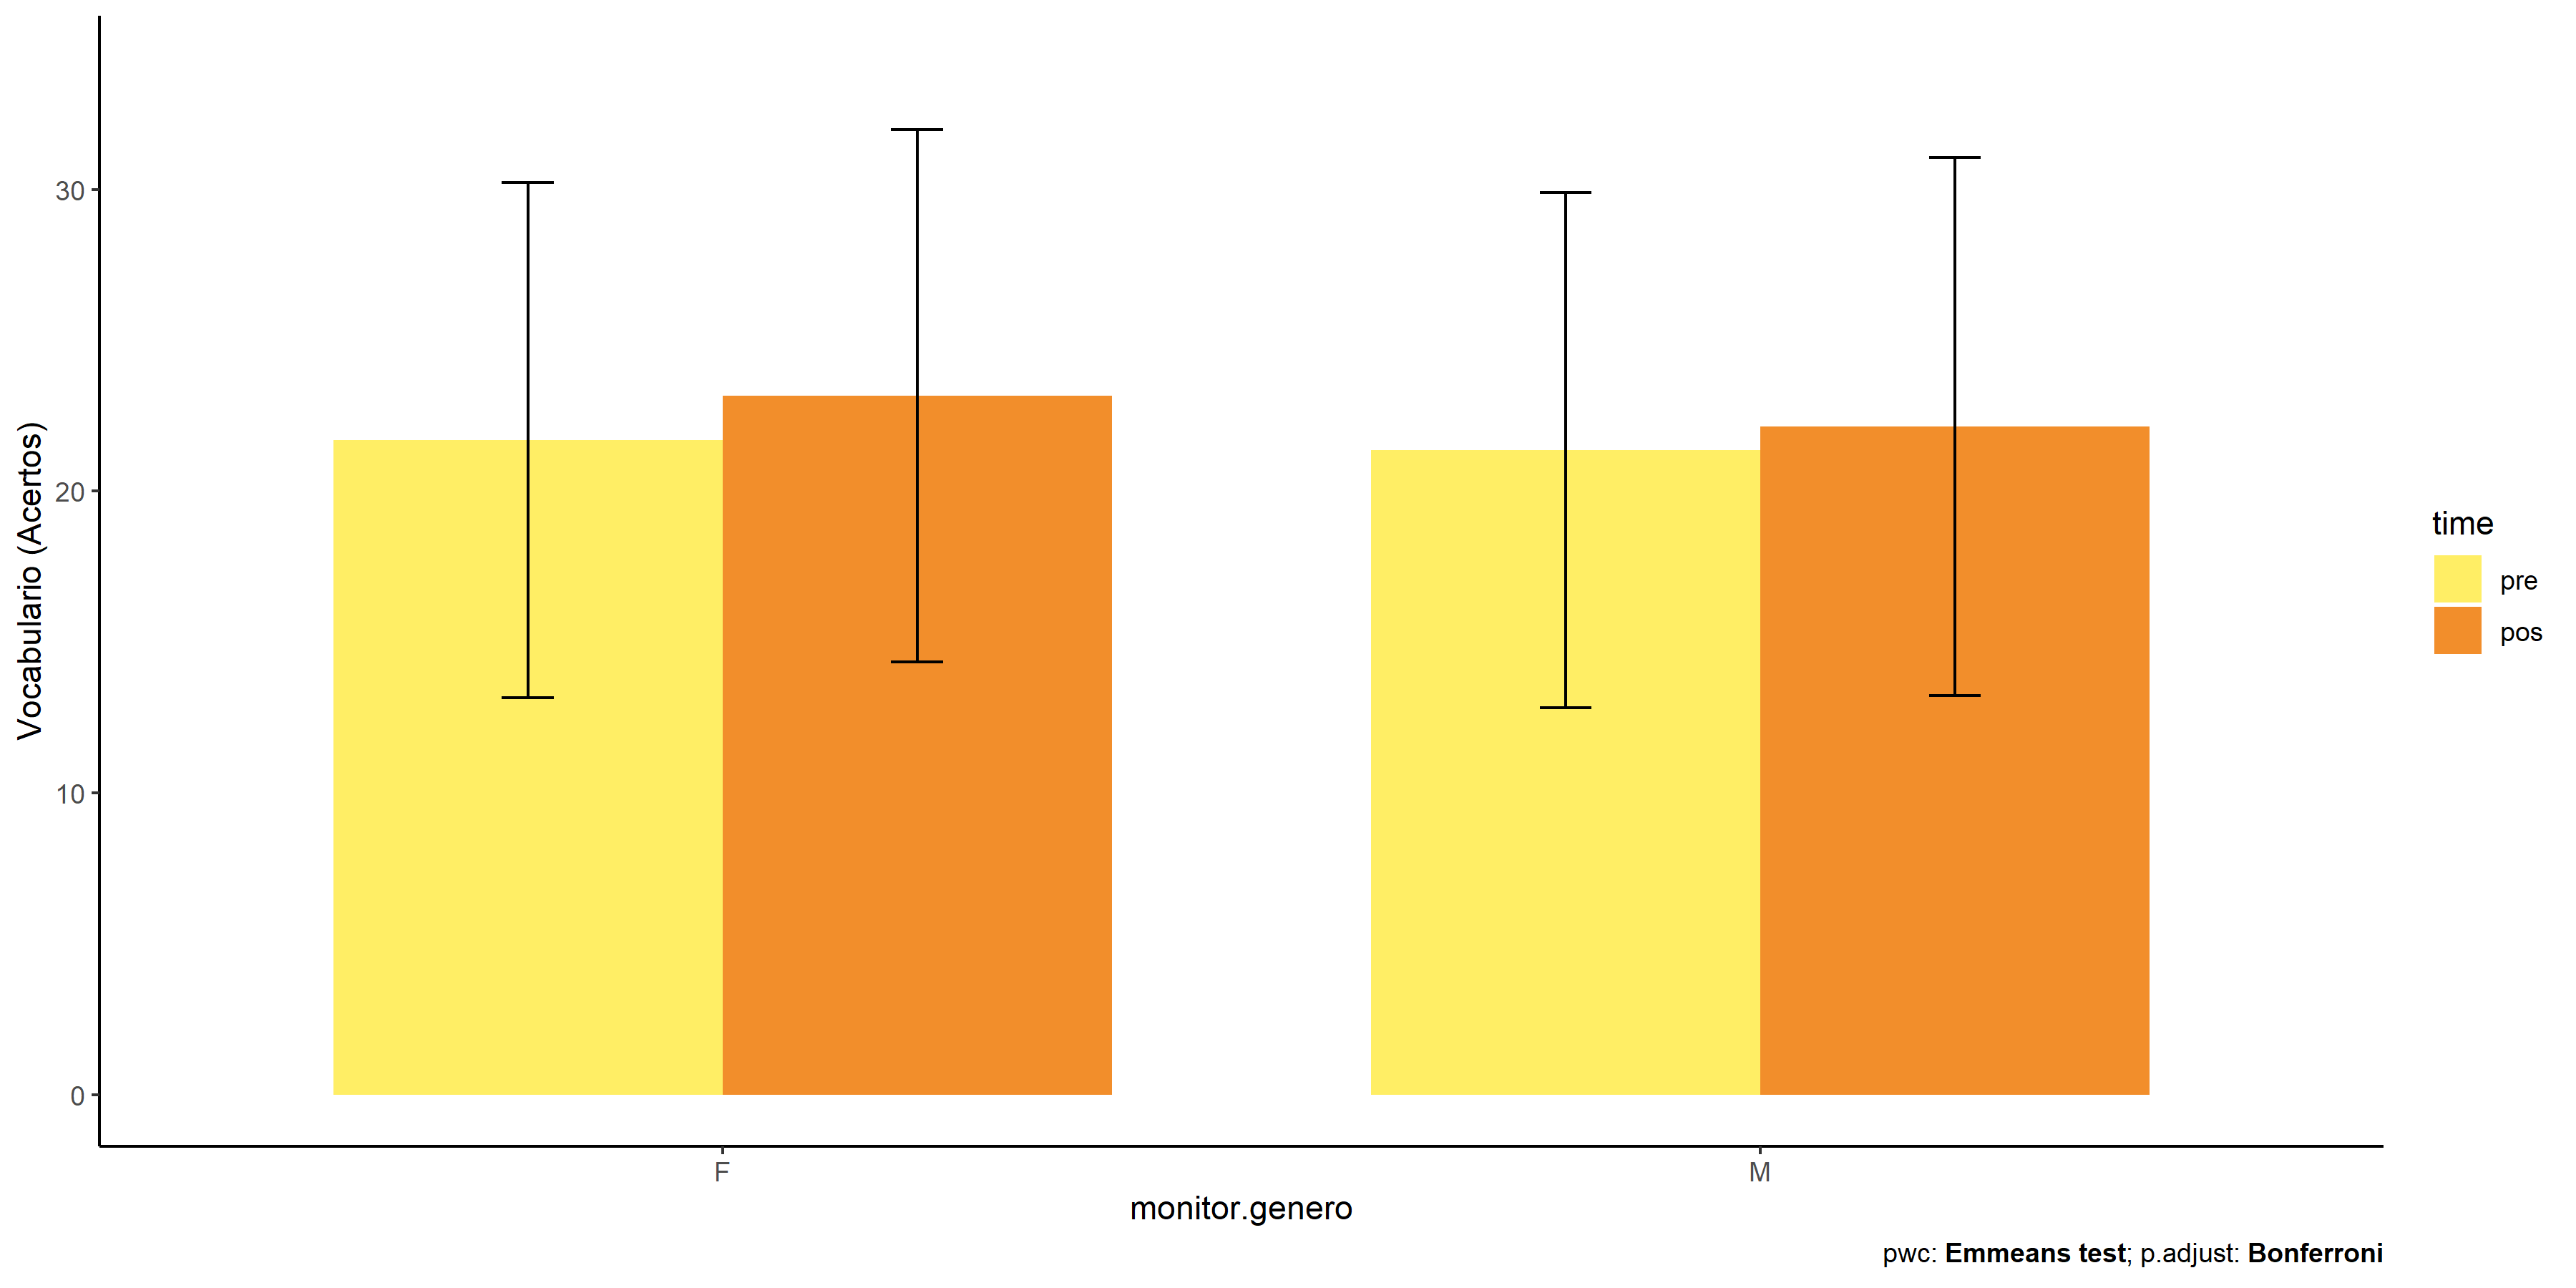 Vocabulario (Acertos)
30
20
10
0
F
M
monitor.genero
time
pre
pos
pwc: Emmeans test; p.adjust: Bonferroni